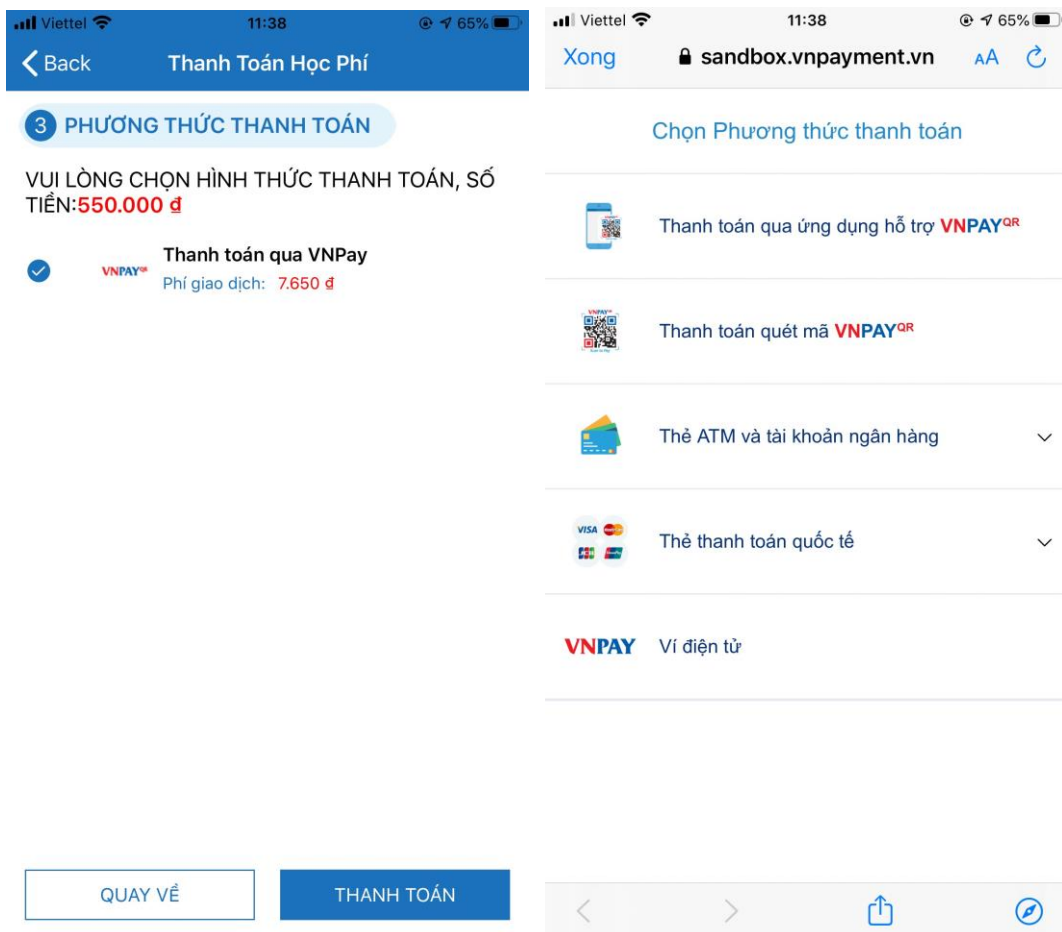 Viettel 11:38 65%
Back Thanh Toán Học Phí
3 PHƯƠNG THỨC THANH TOÁN
VUI LÒNG CHỌN HÌNH THỨC THANH TOÁN, SỐ
TIỀN:550.000 ₫
Thanh toán qua VNPay
VNPAYQR
Phí giao dịch: 7.650 ₫
QUAY VỀ THANH TOÁN
Viettel 11:38 65%
Xong sandbox.vnpayment.vn AA
Chọn Phương thức thanh toán
Thanh toán qua ứng dụng hỗ trợ VNPAYQR
Thanh toán quét mã VNPAYQR
Thẻ ATM và tài khoản ngân hàng
VISA
Thẻ thanh toán quốc tế
VNPAY Ví điện tử